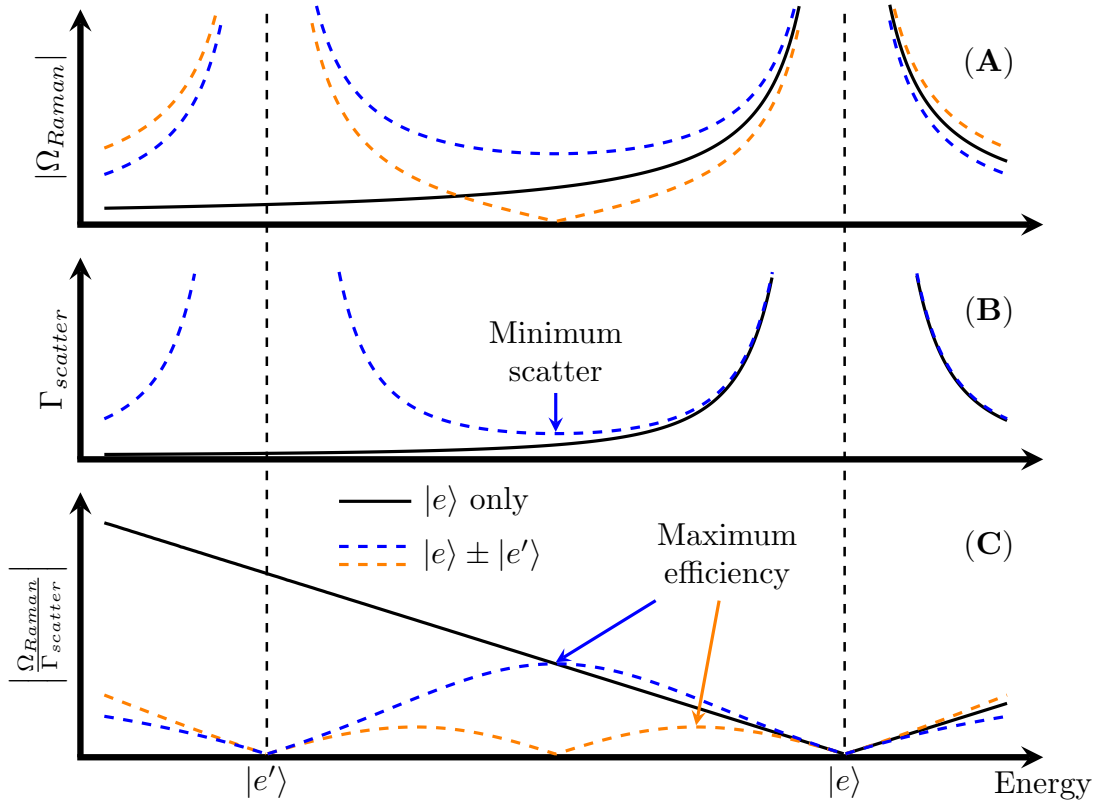 |Ω_Raman|
(A)
Γ_scatter
(B)
Minimum
scatter
|Ω_Raman / Γ_scatter|
(C)
|e⟩ only
|e⟩ ± |e′⟩
Maximum
efficiency
|e′⟩
|e⟩
Energy